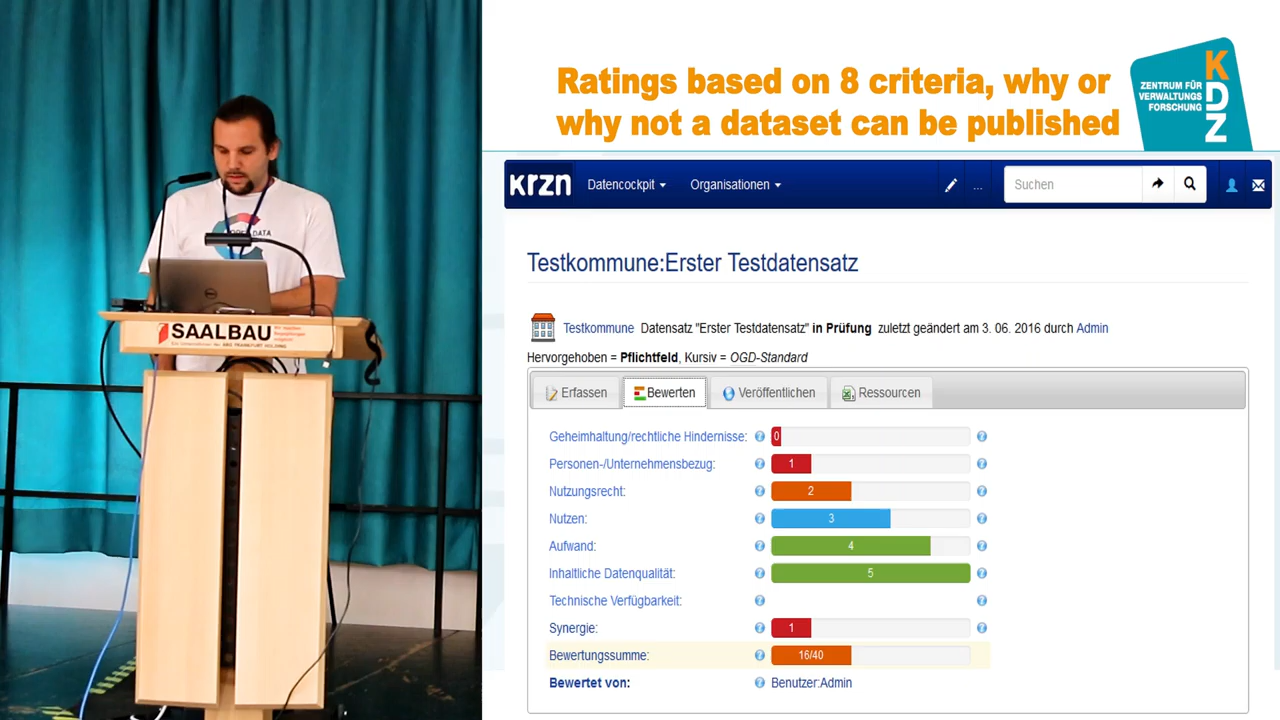 Ratings based on 8 criteria, why or
why not a dataset can be published
ZENTRUM FÜR
VERWALTUNGS
FORSCHUNG
KDZ
krzn Datencockpit Organisationen ... Suchen
Testkommune:Erster Testdatensatz
Testkommune Datensatz "Erster Testdatensatz" in Prüfung zuletzt geändert am 3. 06. 2016 durch Admin
Hervorgehoben = Pflichtfeld, Kursiv = OGD-Standard
Erfassen Bewerten Veröffentlichen Ressourcen
Geheimhaltung/rechtliche Hindernisse: 0
Personen-/Unternehmensbezug: 1
Nutzungsrecht: 2
Nutzen: 3
Aufwand: 4
Inhaltliche Datenqualität: 5
Technische Verfügbarkeit:
Synergie: 1
Bewertungssumme: 16/40
Bewertet von: Benutzer:Admin
DATA
DELL
SAALBAU